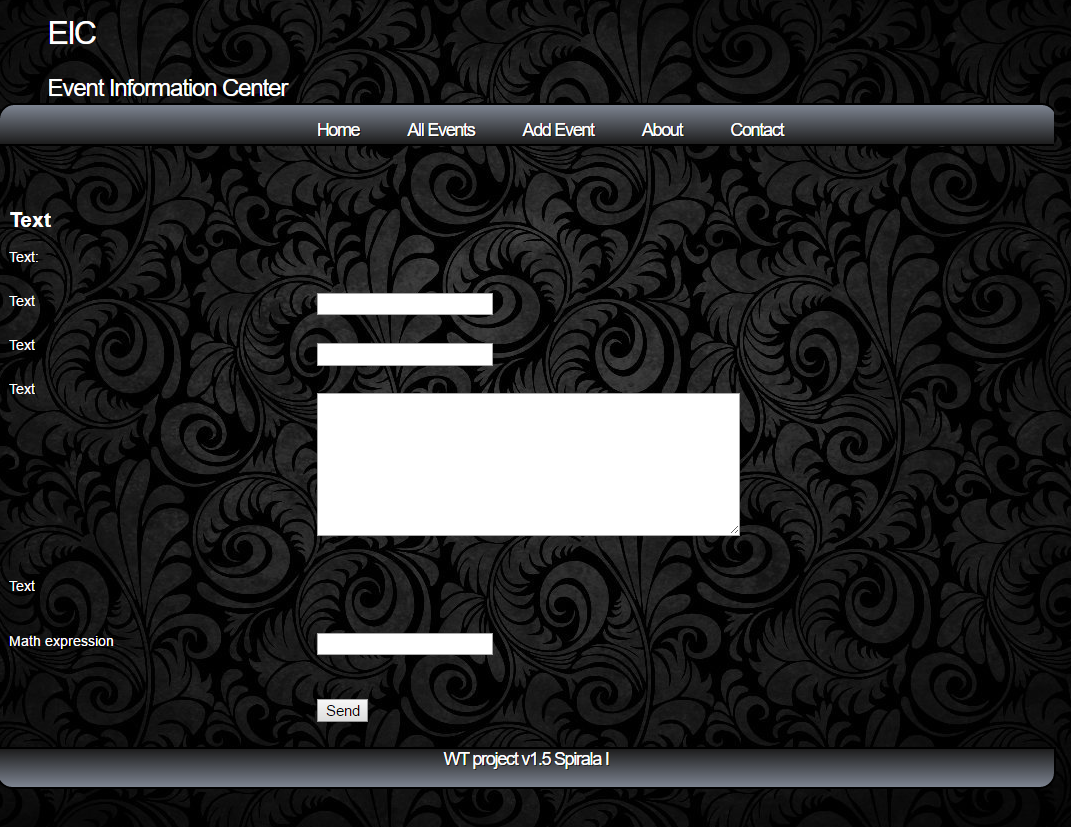 EIC
Event Information Center
Home All Events Add Event About Contact
Text
Text:
Text
Text
Text
Text
Math expression
Send
WT project v1.5 Spirala I